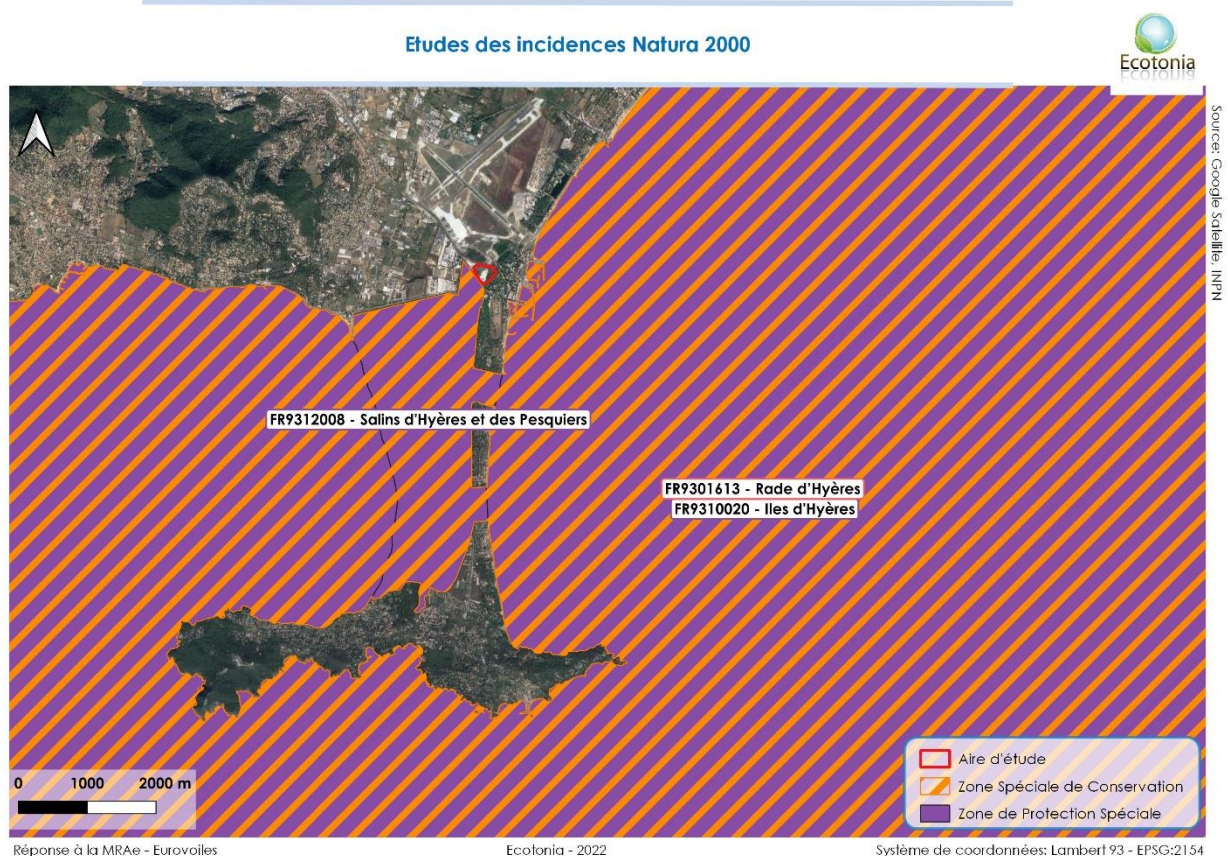 Etudes des incidences Natura 2000
Ecotonia
Source: Google Satellite, INPN
FR9312008 - Salins d'Hyères et des Pesquiers
FR9301613 - Rade d'Hyères
FR9310020 - Iles d'Hyères
0 1000 2000 m
Aire d'étude
Zone Spéciale de Conservation
Zone de Protection Spéciale
Réponse à la MRAe - Eurovoiles
Ecotonia - 2022
Système de coordonnées: Lambert 93 - EPSG:2154